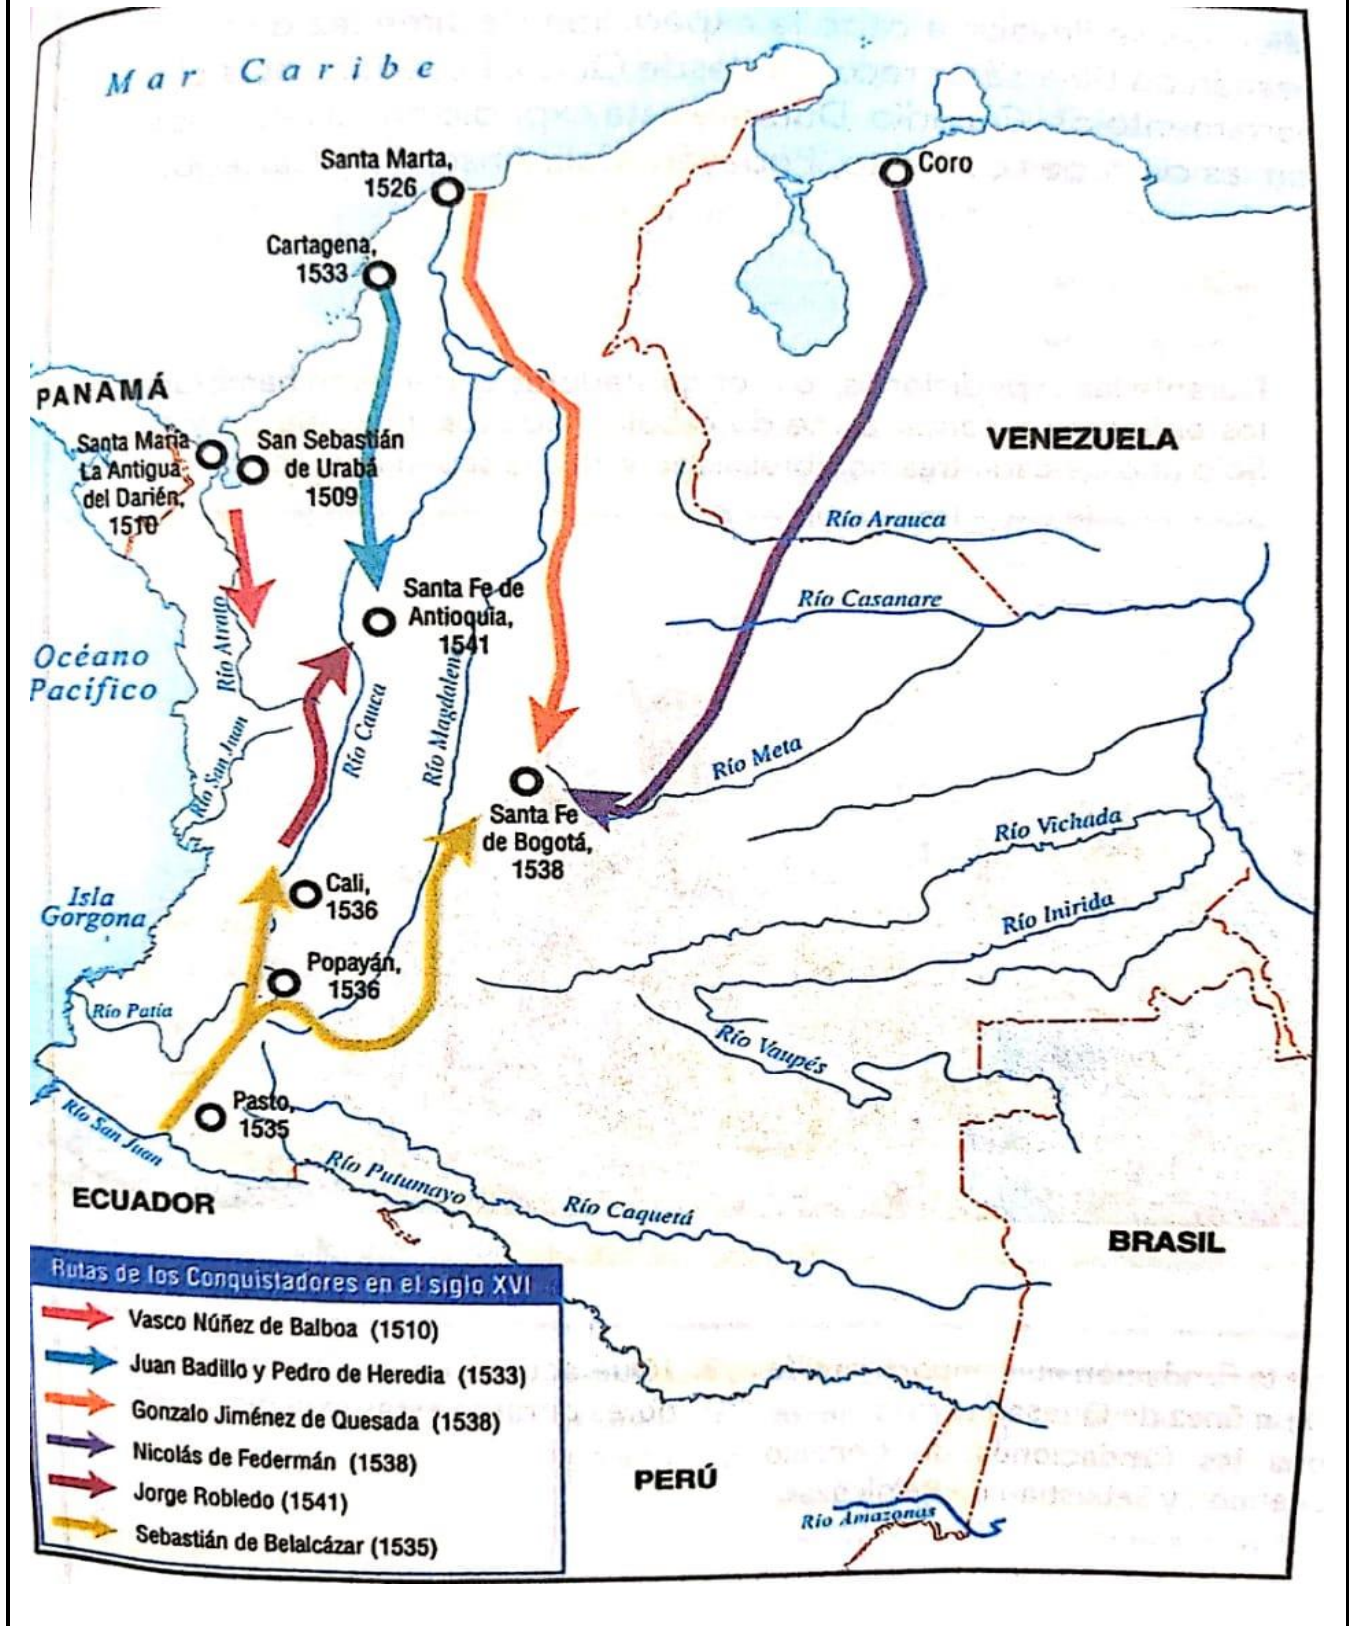 Mar Caribe
Santa Marta,
1526
Coro
Cartagena,
1533
PANAMÁ
Santa María
La Antigua
del Darién,
1510
San Sebastián
de Urabá
1509
VENEZUELA
Río Arauca
Río Casanare
Santa Fe de
Antioquia,
1541
Océano
Pacífico
Río Atrato
Río San Juan
Río Cauca
Río Magdalena
Río Meta
Santa Fe
de Bogotá,
1538
Río Vichada
Río Inirida
Cali,
1536
Isla
Gorgona
Popayán,
1536
Río Patía
Río Vaupés
Pasto,
1535
Río San Juan
ECUADOR
Río Putumayo
Río Caquetá
BRASIL
Rutas de los Conquistadores en el siglo XVI
Vasco Núñez de Balboa (1510)
Juan Badillo y Pedro de Heredia (1533)
Gonzalo Jiménez de Quesada (1538)
Nicolás de Federmán (1538)
Jorge Robledo (1541)
Sebastián de Belalcázar (1535)
PERÚ
Río Amazonas